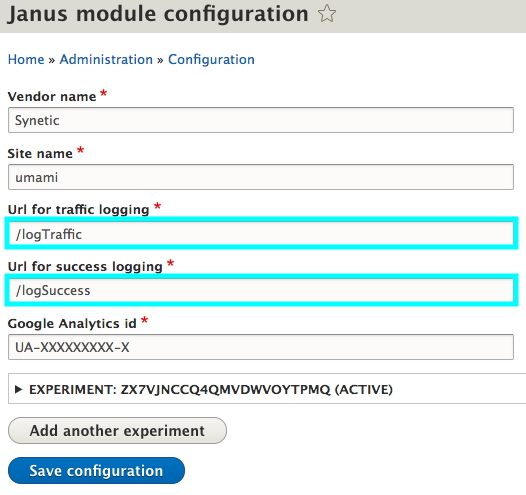 Janus module configuration
Home » Administration » Configuration
Vendor name *
Synetic
Site name *
umami
Url for traffic logging *
/logTraffic
Url for success logging *
/logSuccess
Google Analytics id *
UA-XXXXXXXXX-X
EXPERIMENT: ZX7VJNCCQ4QMVDWVOYTPMQ (ACTIVE)
Add another experiment
Save configuration